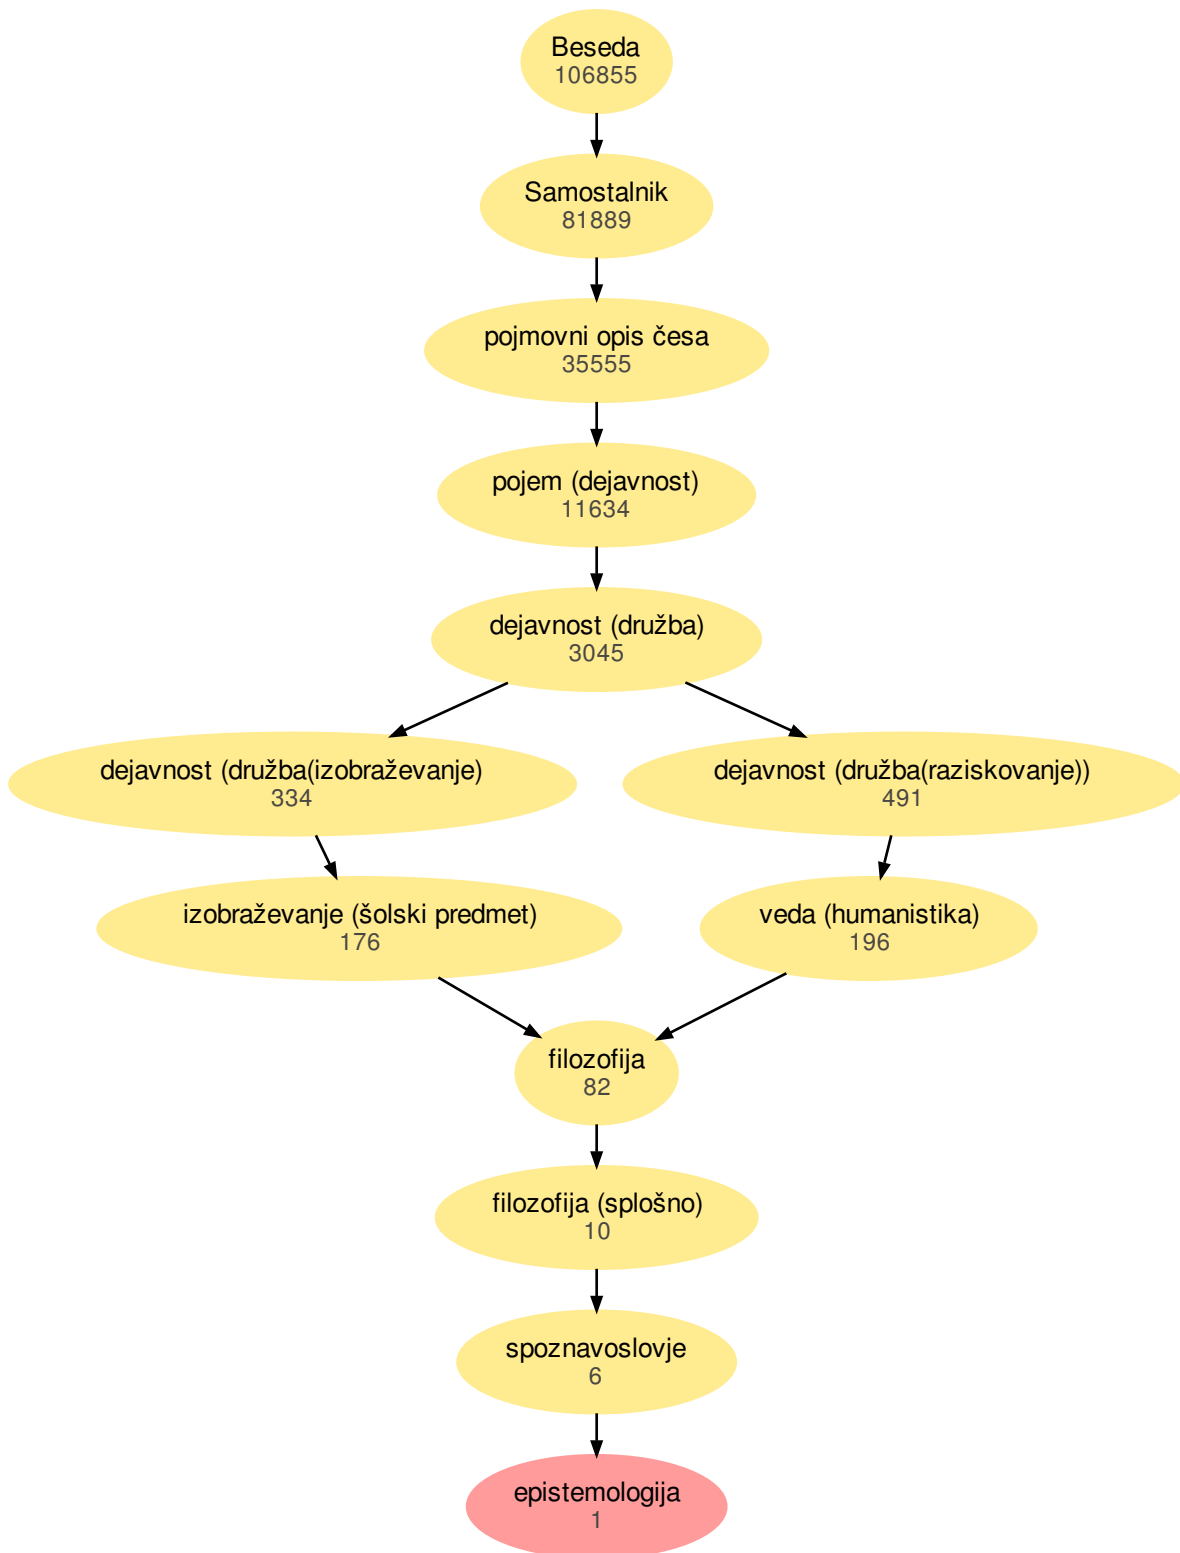 Beseda
106855
Samostalnik
81889
pojmovni opis česa
35555
pojem (dejavnost)
11634
dejavnost (družba)
3045
dejavnost (družba(izobraževanje)
334
dejavnost (družba(raziskovanje))
491
izobraževanje (šolski predmet)
176
veda (humanistika)
196
filozofija
82
filozofija (splošno)
10
spoznavoslovje
6
epistemologija
1